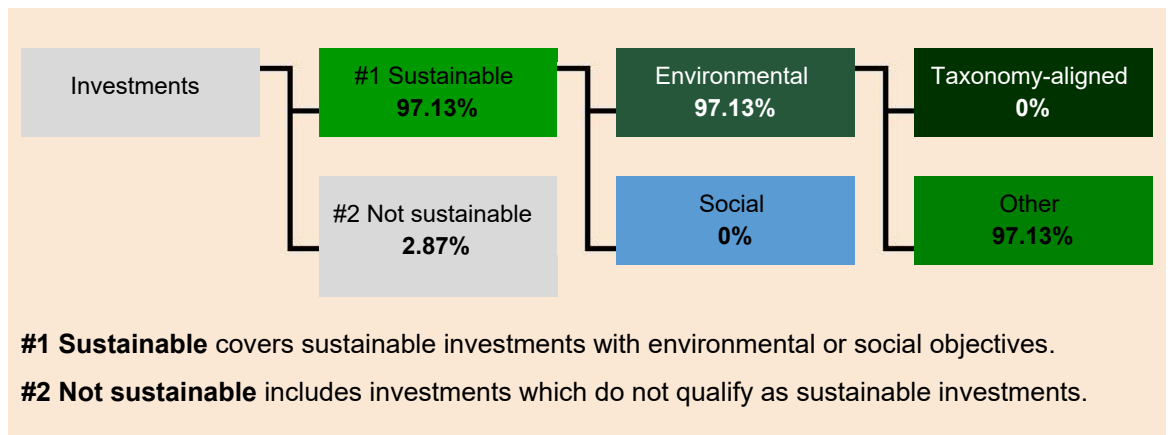 Investments
#1 Sustainable
97.13%
Environmental
97.13%
Taxonomy-aligned
0%
#2 Not sustainable
2.87%
Social
0%
Other
97.13%
#1 Sustainable covers sustainable investments with environmental or social objectives.
#2 Not sustainable includes investments which do not qualify as sustainable investments.